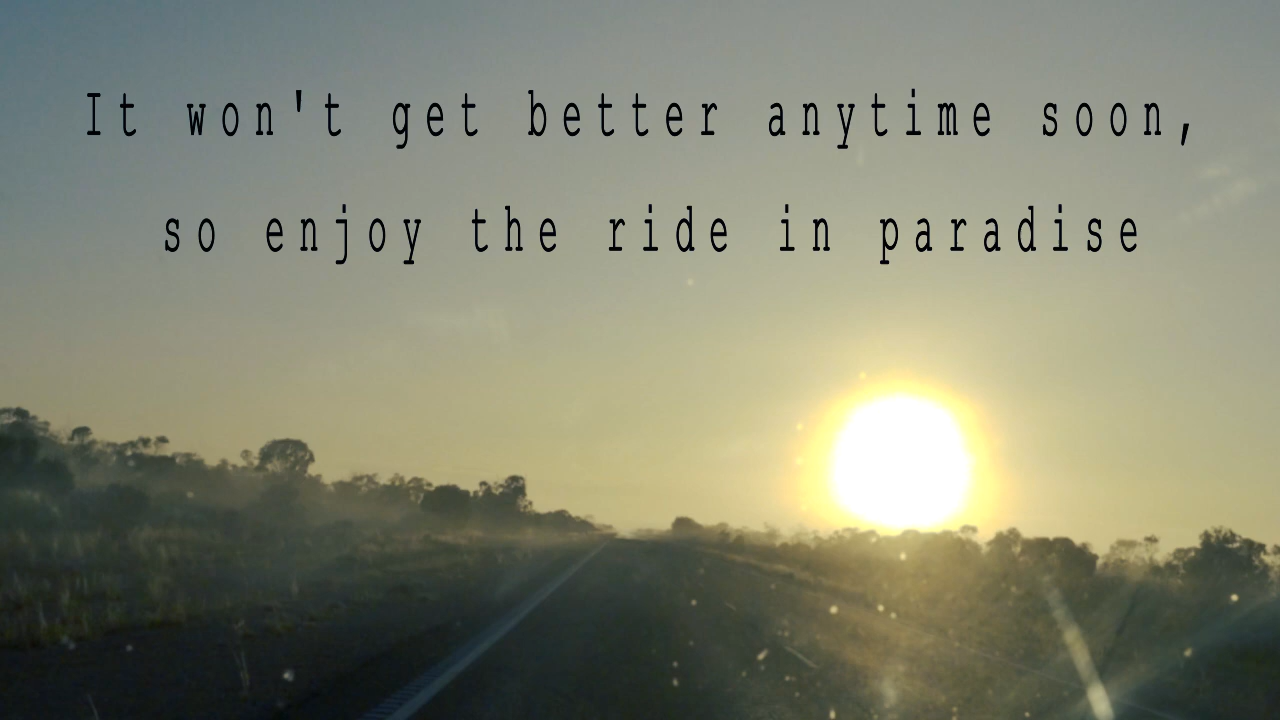 It won't get better anytime soon,
so enjoy the ride in paradise